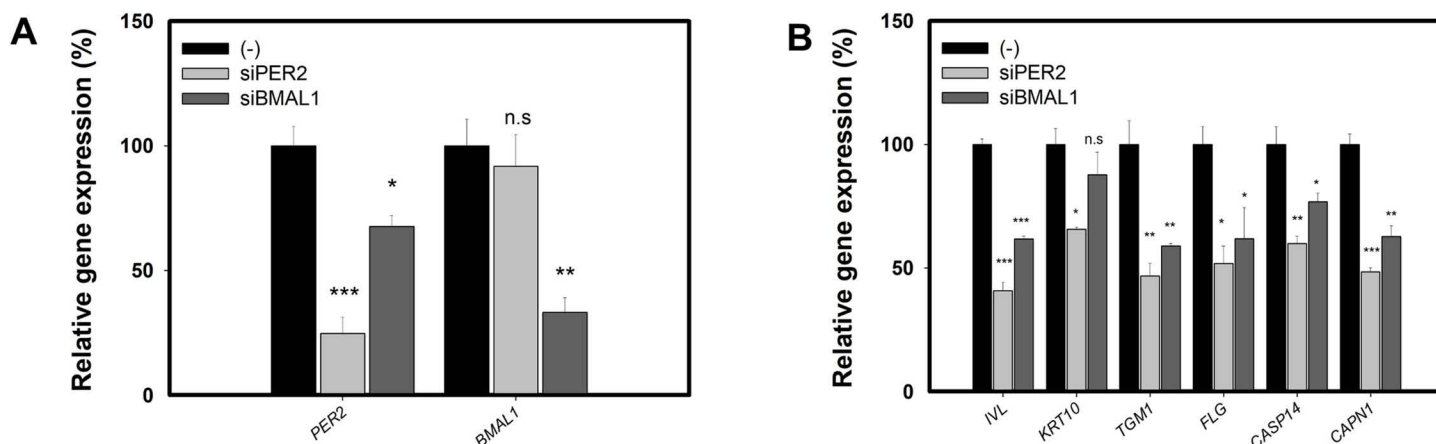 A
Relative gene expression (%)
150
100
50
0
(-)
siPER2
siBMAL1
***
*
n.s
**
PER2
BMAL1
B
Relative gene expression (%)
150
100
50
0
(-)
siPER2
siBMAL1
***
***
*
n.s
**
**
*
*
**
*
***
**
IVL
KRT10
TGM1
FLG
CASP14
CAPN1